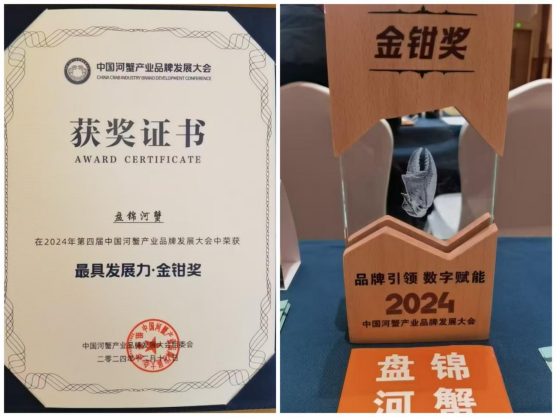 中国河蟹产业品牌发展大会
CHINA CRAB INDUSTRY BRAND DEVELOPMENT CONFERENCE
获奖证书
AWARD CERTIFICATE
盘锦河蟹
在2024年第四届中国河蟹产业品牌发展大会中荣获
最具发展力·金钳奖
中国河蟹产业品牌发展大会组委会
金钳奖
品牌引领 数字赋能
2024
中国河蟹产业品牌发展大会
盘锦
河蟹